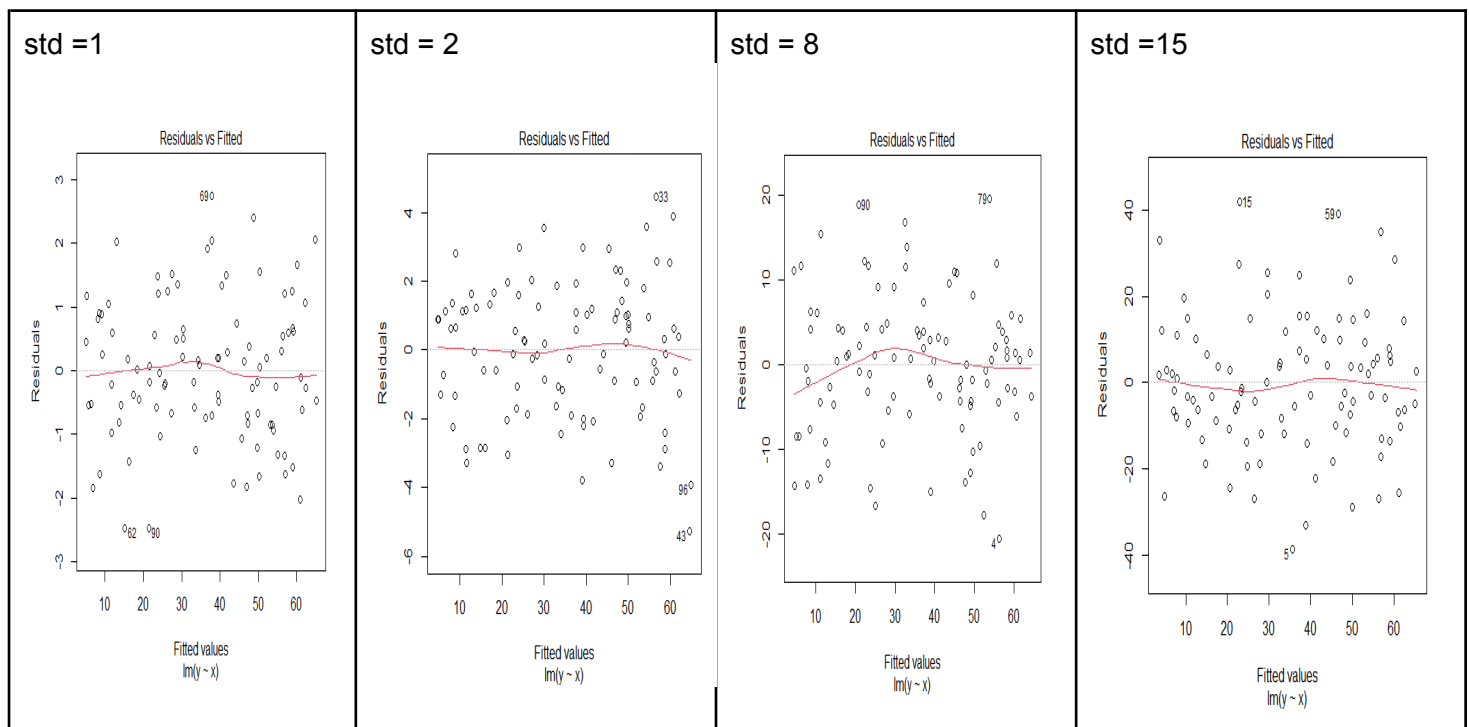 std =1
Residuals vs Fitted
Residuals
3
2
1
0
-1
-2
-3
69
62
90
10 20 30 40 50 60
Fitted values
lm(y ~ x)
std = 2
Residuals vs Fitted
Residuals
4
2
0
-2
-4
-6
33
96
43
10 20 30 40 50 60
Fitted values
lm(y ~ x)
std = 8
Residuals vs Fitted
Residuals
20
10
0
-10
-20
90
79
4
10 20 30 40 50 60
Fitted values
lm(y ~ x)
std =15
Residuals vs Fitted
Residuals
40
20
0
-20
-40
15
59
5
10 20 30 40 50 60
Fitted values
lm(y ~ x)